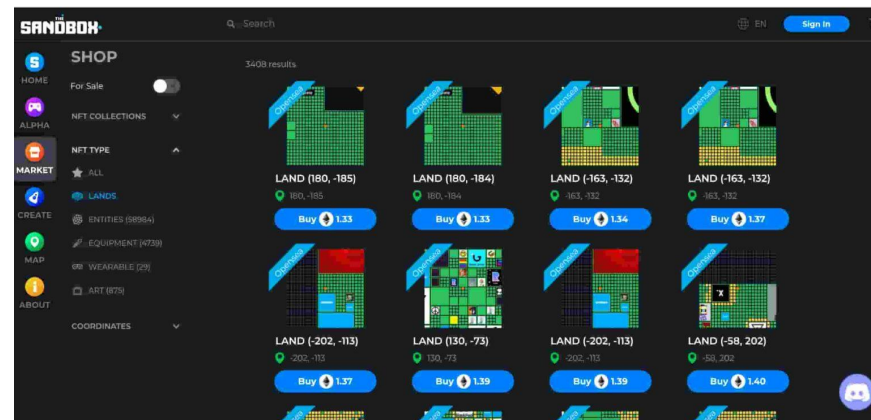 THE
SANDBOX
Search
EN
Sign In
HOME
ALPHA
MARKET
CREATE
MAP
ABOUT
SHOP
For Sale
NFT COLLECTIONS
NFT TYPE
ALL
LANDS
ENTITIES (58984)
EQUIPMENT (4739)
WEARABLE (29)
ART (875)
COORDINATES
3408 results
Opensea
LAND (180, -185)
180, -185
Buy 1.33
Opensea
LAND (180, -184)
180, -184
Buy 1.33
Opensea
LAND (-163, -132)
-163, -132
Buy 1.34
Opensea
LAND (-163, -132)
-163, -132
Buy 1.37
Opensea
LAND (-202, -113)
-202, -113
Buy 1.37
Opensea
LAND (130, -73)
130, -73
Buy 1.39
Opensea
LAND (-202, -113)
-202, -113
Buy 1.39
Opensea
LAND (-58, 202)
-58, 202
Buy 1.40